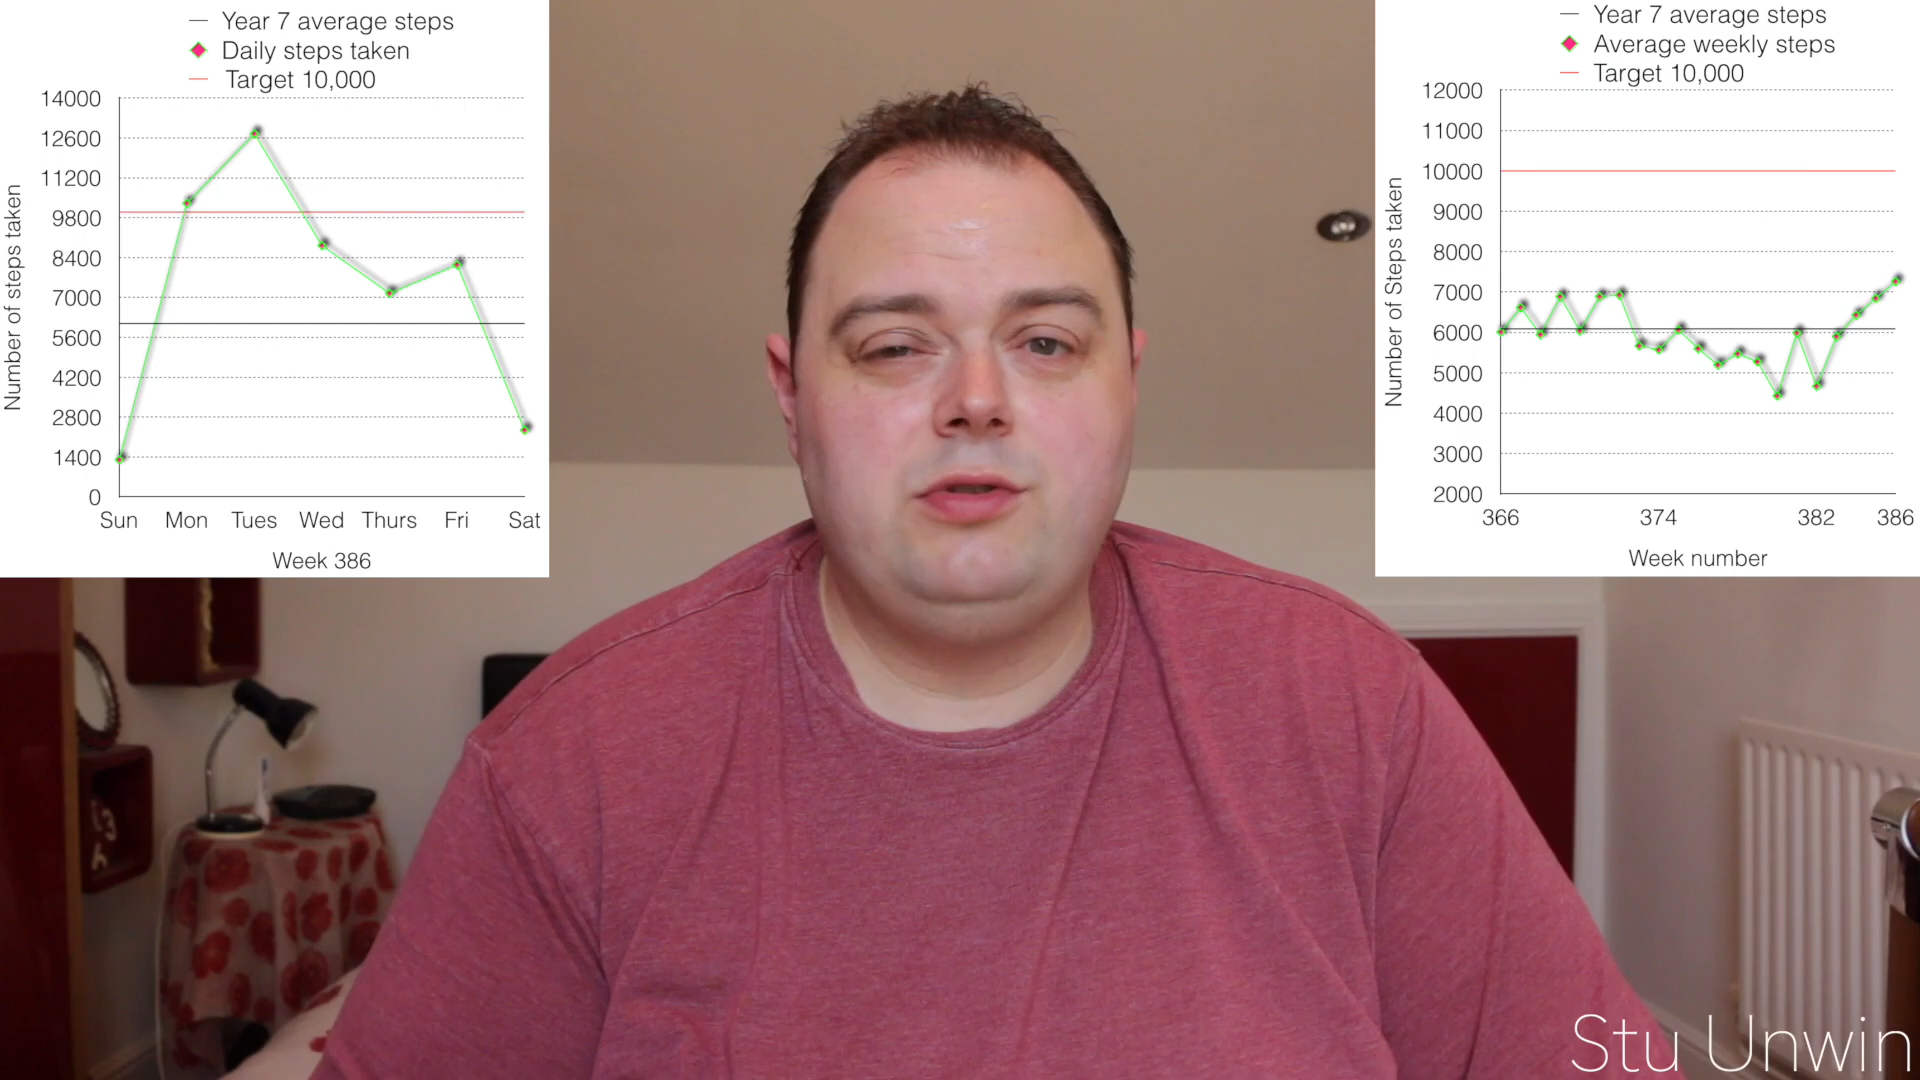 Year 7 average steps
Daily steps taken
Target 10,000
14000
12600
11200
9800
8400
7000
5600
4200
2800
1400
0
Number of steps taken
Sun Mon Tues Wed Thurs Fri Sat
Week 386
Year 7 average steps
Average weekly steps
Target 10,000
12000
11000
10000
9000
8000
7000
6000
5000
4000
3000
2000
Number of Steps taken
366 374 382 386
Week number
Stu Unwin